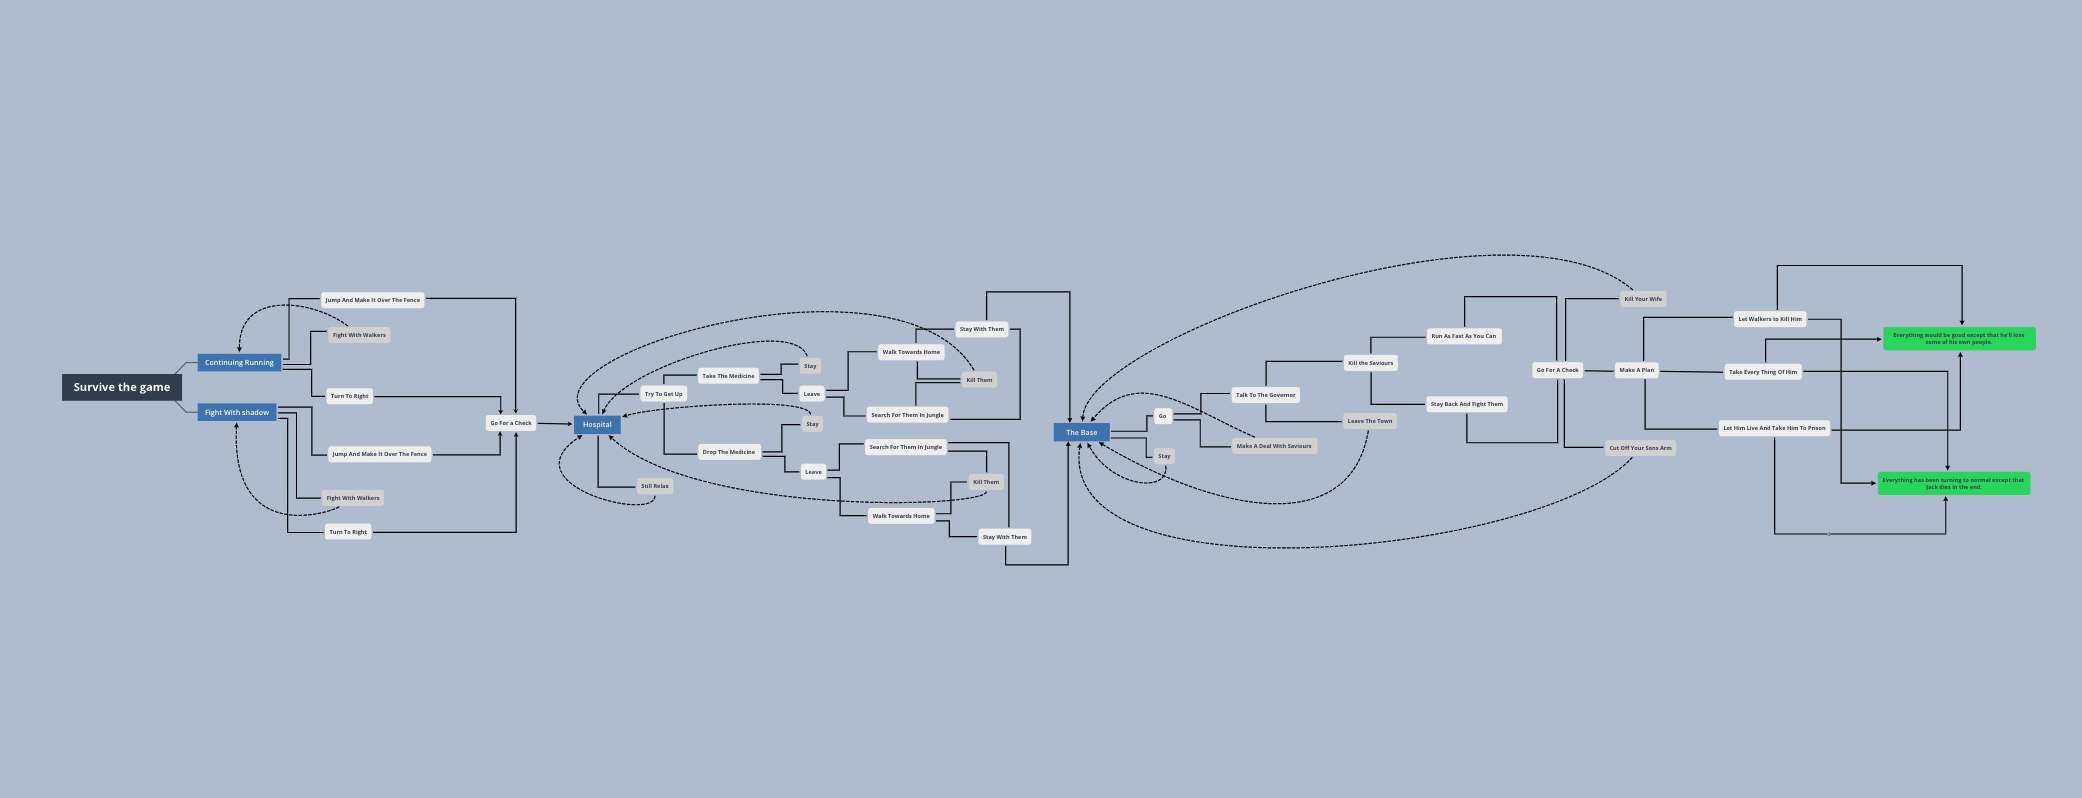 Survive the game
Continuing Running
Fight With shadow
Jump And Make It Over The Fence
Fight With Walkers
Turn To Right
Jump And Make It Over The Fence
Fight With Walkers
Turn To Right
Go For a Check
Hospital
Try To Get Up
Still Relax
Take The Medicine
Drop The Medicine
Stay
Leave
Stay
Leave
Walk Towards Home
Search For Them In Jungle
Search For Them In Jungle
Walk Towards Home
Stay With Them
Kill Them
Kill Them
Stay With Them
The Base
Go
Stay
Talk To The Governor
Make A Deal With Saviours
Kill the Saviours
Leave The Town
Run As Fast As You Can
Stay Back And Fight Them
Go For A Check
Kill Your Wife
Make A Plan
Cut Off Your Sons Arm
Let Walkers to Kill Him
Take Every Thing Of Him
Let Him Live And Take Him To Prison
Everything would be good except that he'll lose
some of his own people.
Everything has been turning to normal except that
Jack dies in the end.